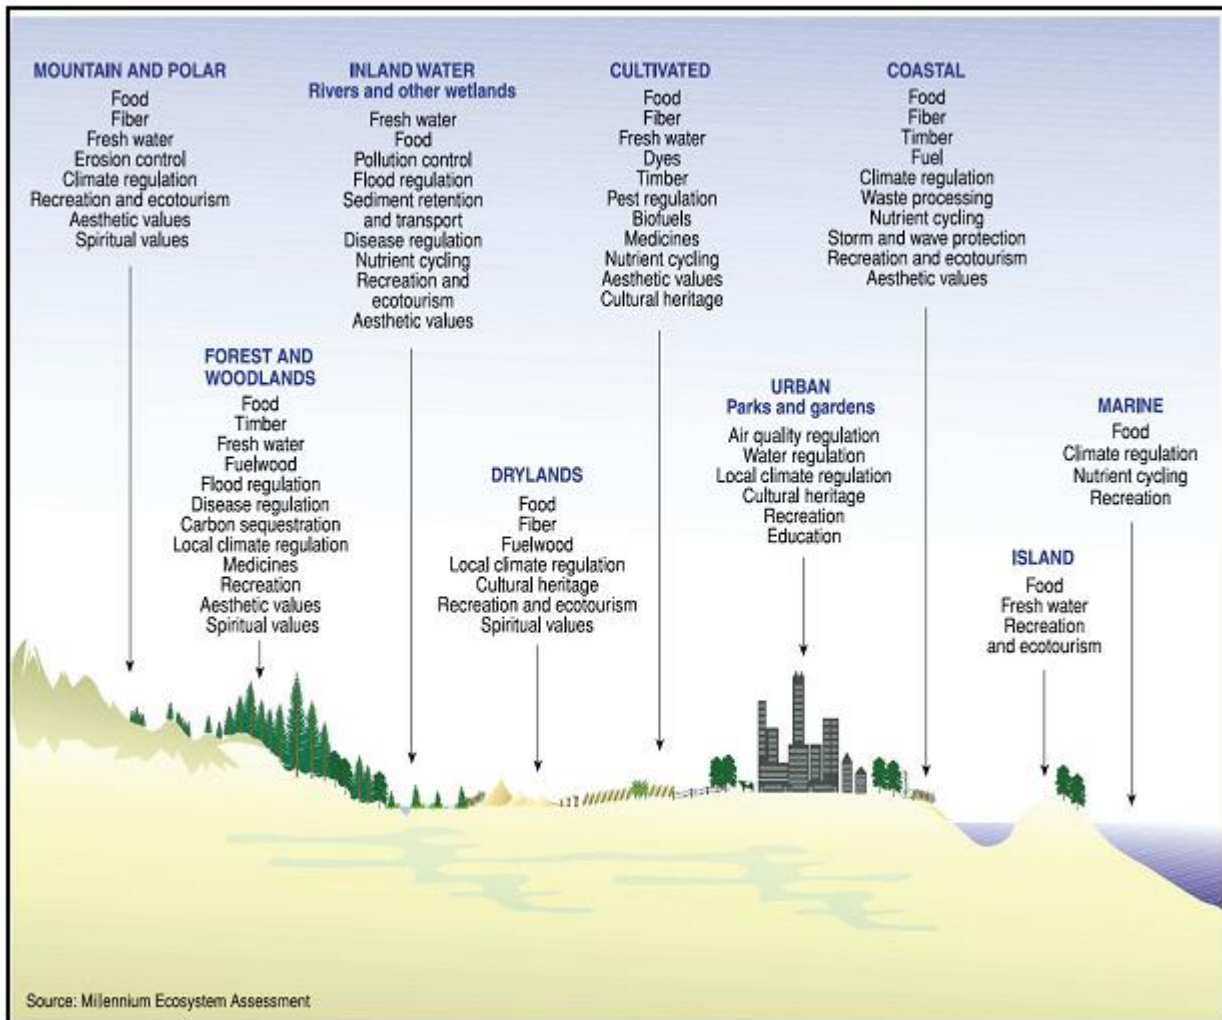 MOUNTAIN AND POLAR
Food
Fiber
Fresh water
Erosion control
Climate regulation
Recreation and ecotourism
Aesthetic values
Spiritual values
INLAND WATER
Rivers and other wetlands
Fresh water
Food
Pollution control
Flood regulation
Sediment retention
and transport
Disease regulation
Nutrient cycling
Recreation and
ecotourism
Aesthetic values
CULTIVATED
Food
Fiber
Fresh water
Dyes
Timber
Pest regulation
Biofuels
Medicines
Nutrient cycling
Aesthetic values
Cultural heritage
COASTAL
Food
Fiber
Timber
Fuel
Climate regulation
Waste processing
Nutrient cycling
Storm and wave protection
Recreation and ecotourism
Aesthetic values
FOREST AND
WOODLANDS
Food
Timber
Fresh water
Fuelwood
Flood regulation
Disease regulation
Carbon sequestration
Local climate regulation
Medicines
Recreation
Aesthetic values
Spiritual values
DRYLANDS
Food
Fiber
Fuelwood
Local climate regulation
Cultural heritage
Recreation and ecotourism
Spiritual values
URBAN
Parks and gardens
Air quality regulation
Water regulation
Local climate regulation
Cultural heritage
Recreation
Education
MARINE
Food
Climate regulation
Nutrient cycling
Recreation
ISLAND
Food
Fresh water
Recreation
and ecotourism
Source: Millennium Ecosystem Assessment